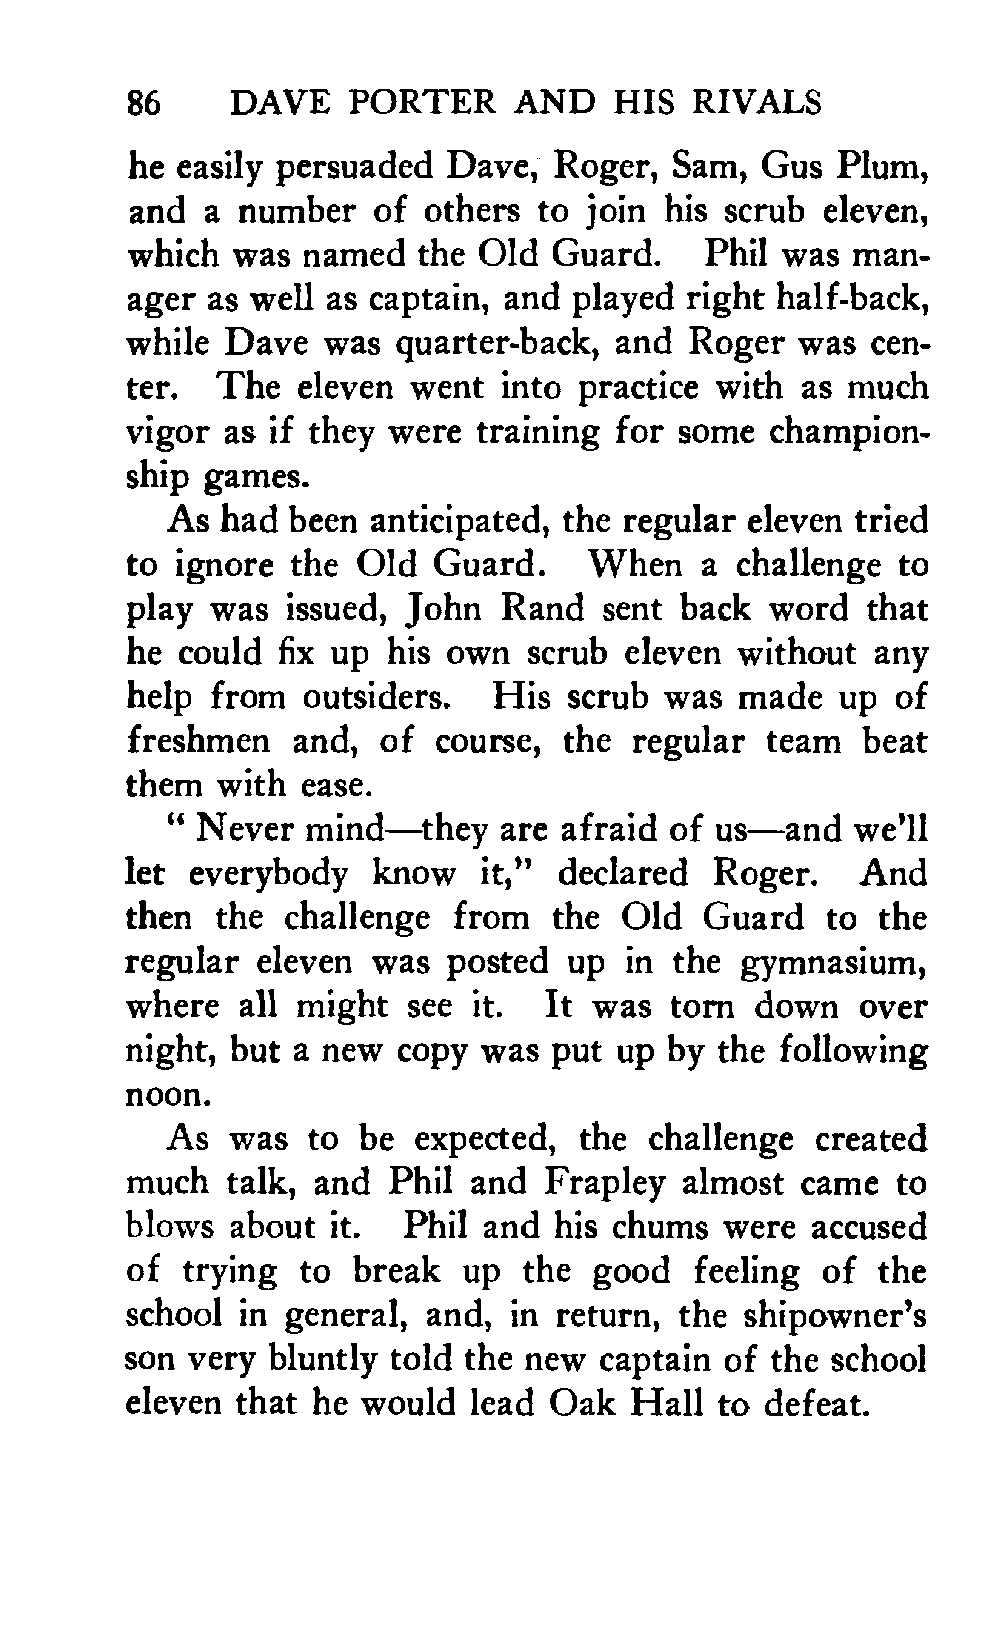 86 DAVE PORTER AND HIS RIVALS
he easily persuaded Dave, Roger, Sam, Gus Plum,
and a number of others to join his scrub eleven,
which was named the Old Guard. Phil was man-
ager as well as captain, and played right half-back,
while Dave was quarter-back, and Roger was cen-
ter. The eleven went into practice with as much
vigor as if they were training for some champion-
ship games.
As had been anticipated, the regular eleven tried
to ignore the Old Guard. When a challenge to
play was issued, John Rand sent back word that
he could fix up his own scrub eleven without any
help from outsiders. His scrub was made up of
freshmen and, of course, the regular team beat
them with ease.
“ Never mind—they are afraid of us—and we'll
let everybody know it,” declared Roger. And
then the challenge from the Old Guard to the
regular eleven was posted up in the gymnasium,
where all might see it. It was torn down over
night, but a new copy was put up by the following
noon.
As was to be expected, the challenge created
much talk, and Phil and Frapley almost came to
blows about it. Phil and his chums were accused
of trying to break up the good feeling of the
school in general, and, in return, the shipowner's
son very bluntly told the new captain of the school
eleven that he would lead Oak Hall to defeat.